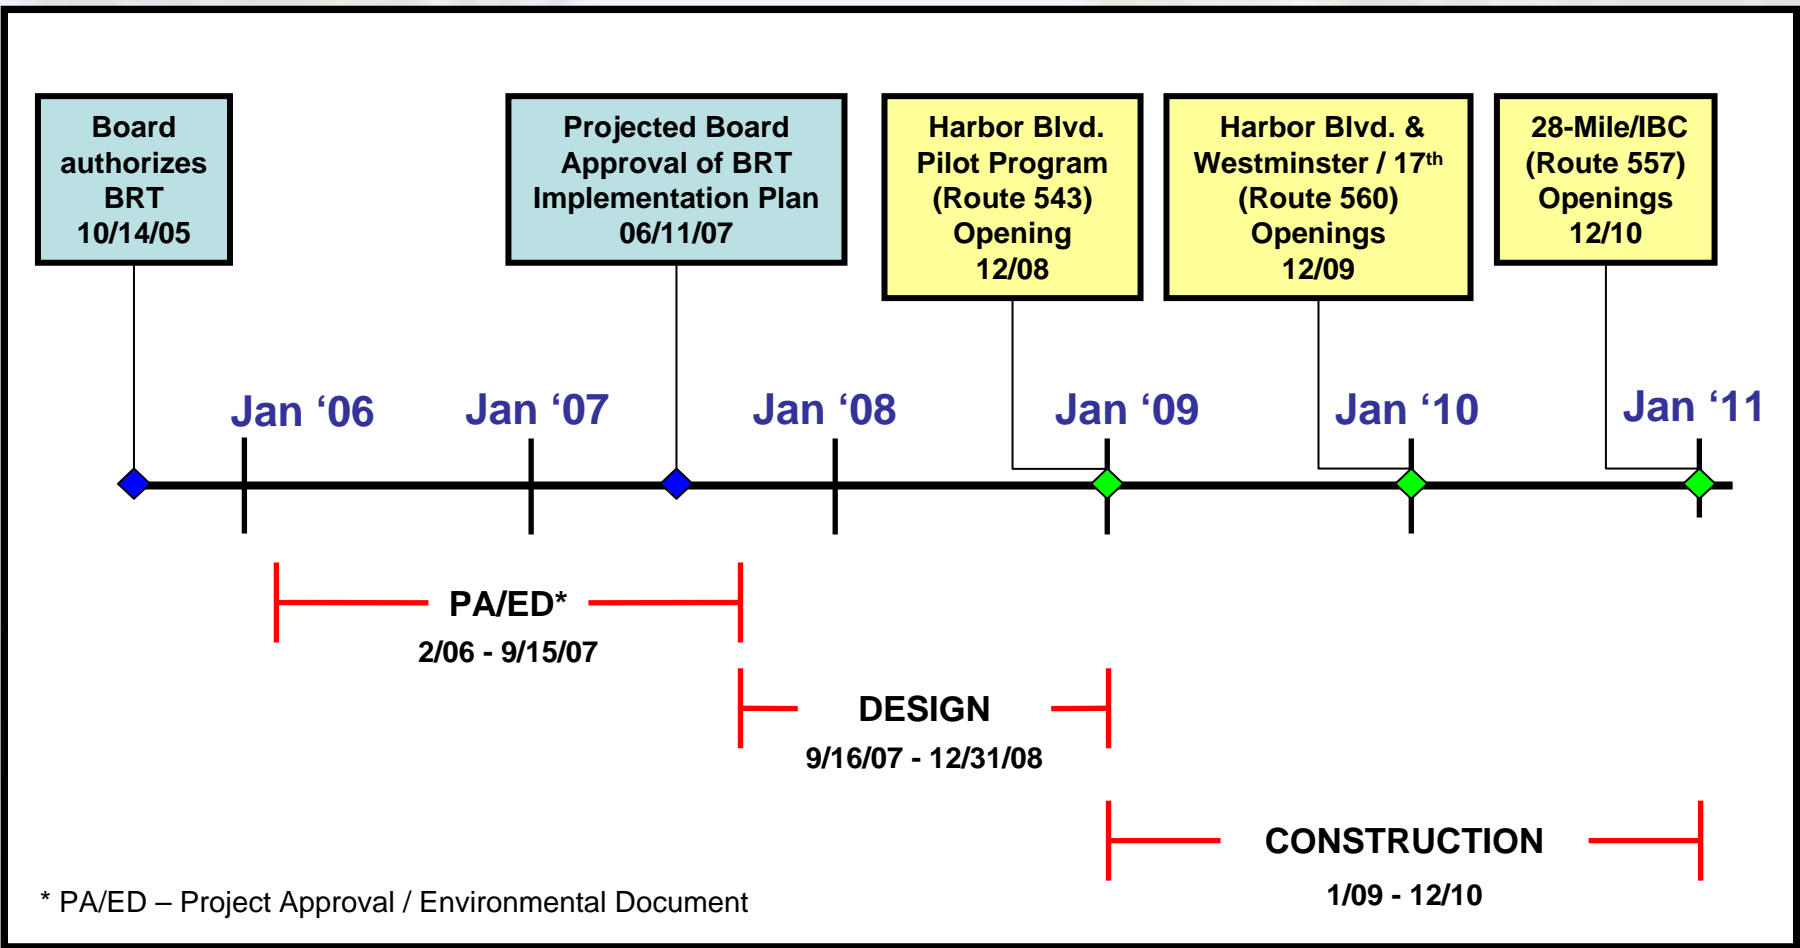 Board
authorizes
BRT
10/14/05
Projected Board
Approval of BRT
Implementation Plan
06/11/07
Harbor Blvd.
Pilot Program
(Route 543)
Opening
12/08
Harbor Blvd. &
Westminster / 17th
(Route 560)
Openings
12/09
28-Mile/IBC
(Route 557)
Openings
12/10
Jan ‘06
Jan ‘07
Jan ‘08
Jan ‘09
Jan ‘10
Jan ‘11
PA/ED*
2/06 - 9/15/07
DESIGN
9/16/07 - 12/31/08
CONSTRUCTION
1/09 - 12/10
* PA/ED – Project Approval / Environmental Document